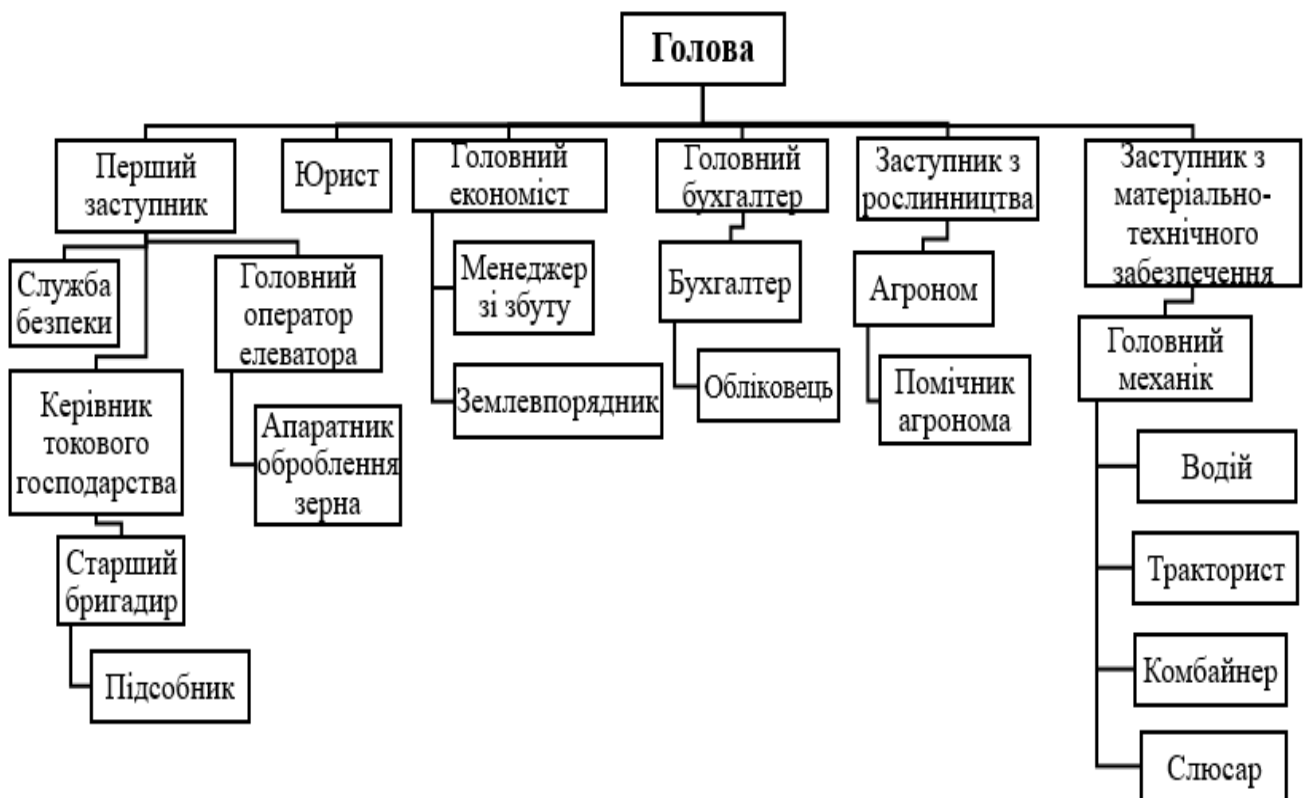 Голова
Перший
заступник
Юрист
Головний
економіст
Головний
бухгалтер
Заступник з
рослинництва
Заступник з
матеріально-
технічного
забезпечення
Служба
безпеки
Головний
оператор
елеватора
Менеджер
зі збуту
Бухгалтер
Агроном
Головний
механік
Керівник
токового
господарства
Апаратник
оброблення
зерна
Землевпорядник
Обліковець
Помічник
агронома
Водій
Старший
бригадир
Тракторист
Підсобник
Комбайнер
Слюсар